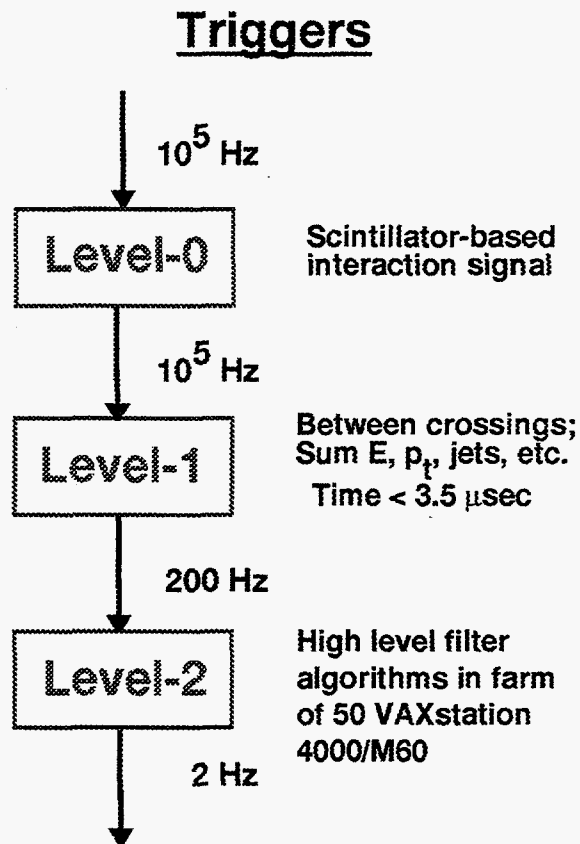 Triggers
10^5 Hz
Level-0
Scintillator-based
interaction signal
10^5 Hz
Level-1
Between crossings;
Sum E, p_t, jets, etc.
Time < 3.5 μsec
200 Hz
Level-2
High level filter
algorithms in farm
of 50 VAXstation
4000/M60
2 Hz